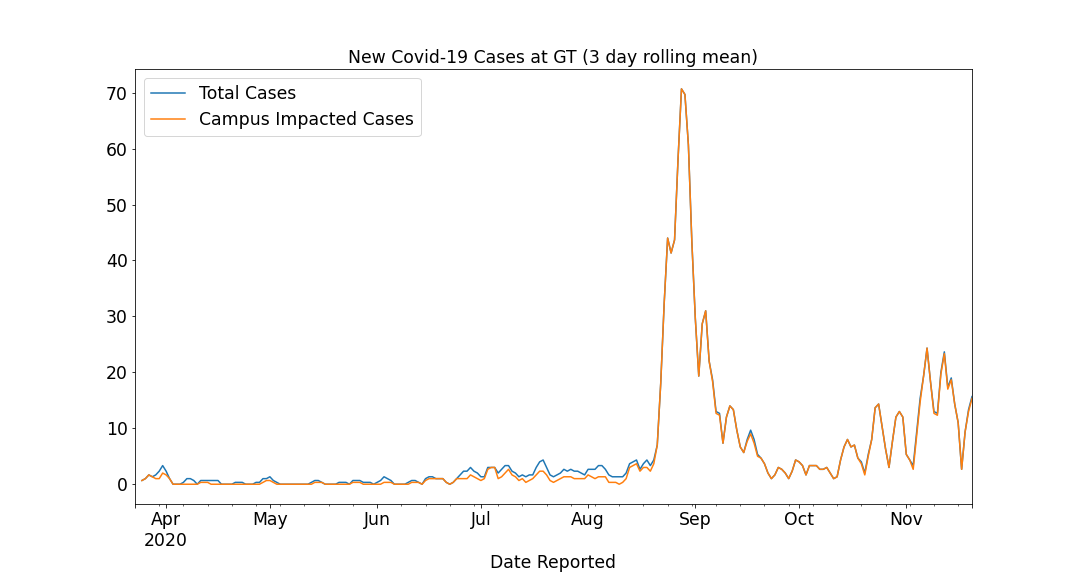 New Covid-19 Cases at GT (3 day rolling mean)
Total Cases
Campus Impacted Cases
70
60
50
40
30
20
10
0
Apr May Jun Jul Aug Sep Oct Nov
2020
Date Reported